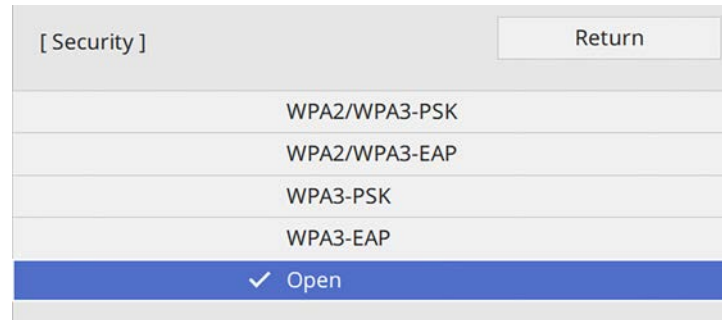 [ Security ]
Return
WPA2/WPA3-PSK
WPA2/WPA3-EAP
WPA3-PSK
WPA3-EAP
Open